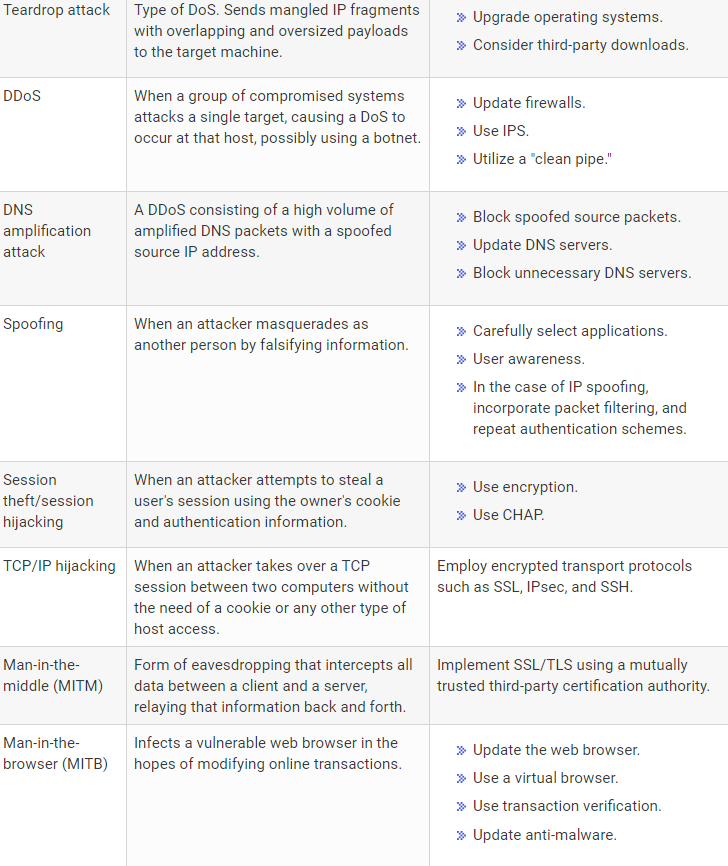 Teardrop attack
Type of DoS. Sends mangled IP fragments
with overlapping and oversized payloads
to the target machine.
Upgrade operating systems.
Consider third-party downloads.
DDoS
When a group of compromised systems
attacks a single target, causing a DoS to
occur at that host, possibly using a botnet.
Update firewalls.
Use IPS.
Utilize a "clean pipe."
DNS
amplification
attack
A DDoS consisting of a high volume of
amplified DNS packets with a spoofed
source IP address.
Block spoofed source packets.
Update DNS servers.
Block unnecessary DNS servers.
Spoofing
When an attacker masquerades as
another person by falsifying information.
Carefully select applications.
User awareness.
In the case of IP spoofing,
incorporate packet filtering, and
repeat authentication schemes.
Session
theft/session
hijacking
When an attacker attempts to steal a
user's session using the owner's cookie
and authentication information.
Use encryption.
Use CHAP.
TCP/IP hijacking
When an attacker takes over a TCP
session between two computers without
the need of a cookie or any other type of
host access.
Employ encrypted transport protocols
such as SSL, IPsec, and SSH.
Man-in-the-
middle (MITM)
Form of eavesdropping that intercepts all
data between a client and a server,
relaying that information back and forth.
Implement SSL/TLS using a mutually
trusted third-party certification authority.
Man-in-the-
browser (MITB)
Infects a vulnerable web browser in the
hopes of modifying online transactions.
Update the web browser.
Use a virtual browser.
Use transaction verification.
Update anti-malware.